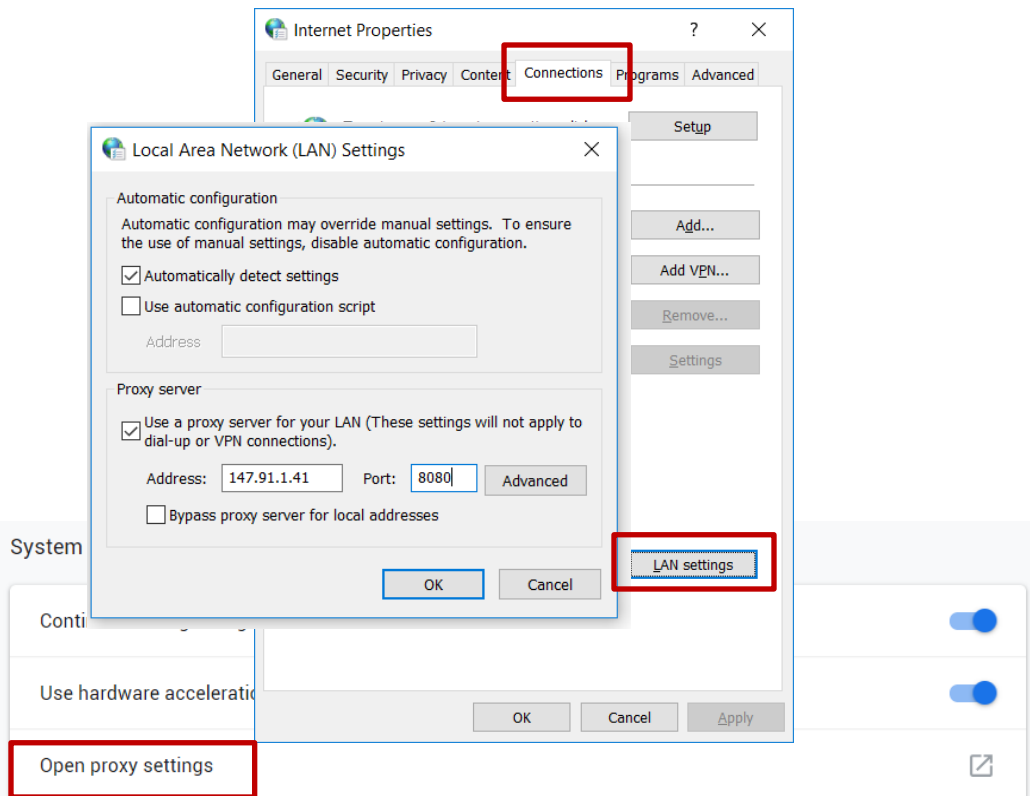 Internet Properties
General Security Privacy Content Connections Programs Advanced
Setup
Local Area Network (LAN) Settings
Automatic configuration
Automatic configuration may override manual settings. To ensure
the use of manual settings, disable automatic configuration.
Automatically detect settings
Use automatic configuration script
Address
Proxy server
Use a proxy server for your LAN (These settings will not apply to
dial-up or VPN connections).
Address: 147.91.1.41 Port: 8080 Advanced
Bypass proxy server for local addresses
OK Cancel
Add...
Add VPN...
Remove...
Settings
LAN settings
OK Cancel Apply
System
Conti
Use hardware acceleratic
Open proxy settings